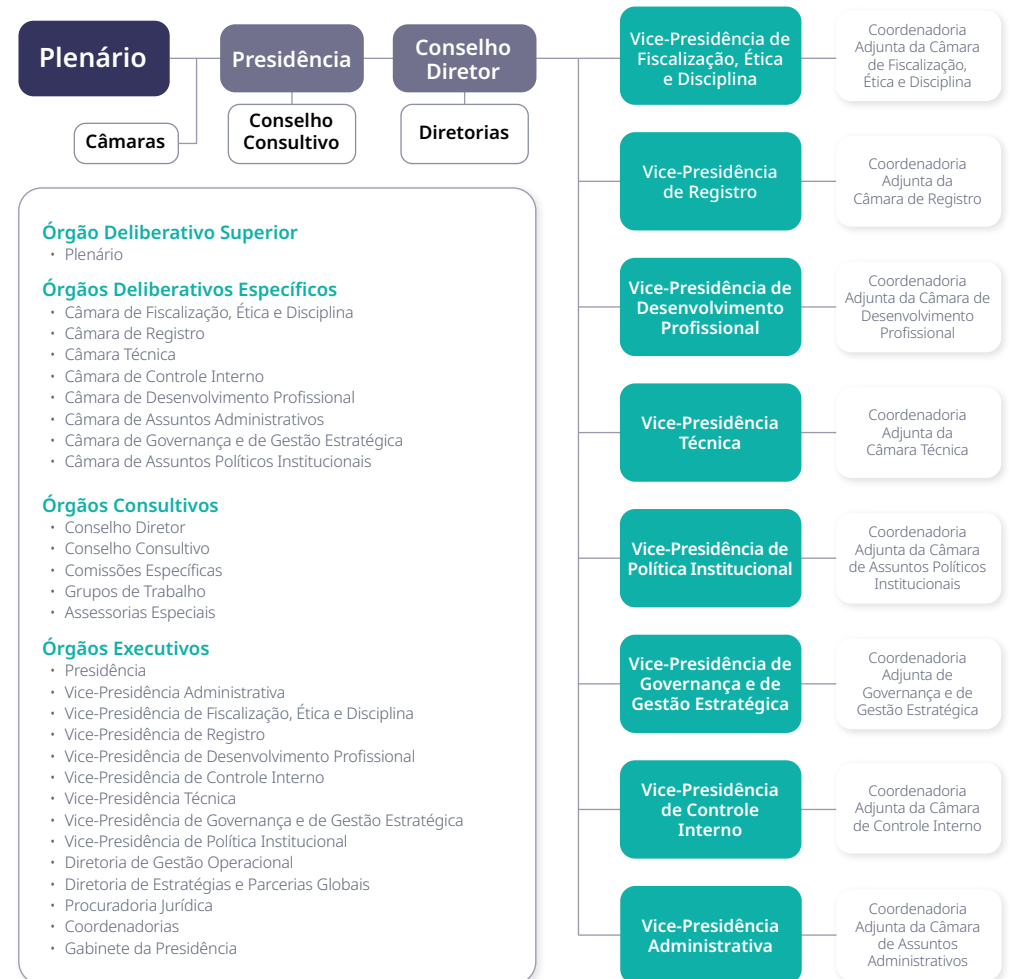 Plenário
Presidência
Conselho
Diretor
Câmaras
Conselho
Consultivo
Diretorias
Órgão Deliberativo Superior
• Plenário
Órgãos Deliberativos Específicos
• Câmara de Fiscalização, Ética e Disciplina
• Câmara de Registro
• Câmara Técnica
• Câmara de Controle Interno
• Câmara de Desenvolvimento Profissional
• Câmara de Assuntos Administrativos
• Câmara de Governança e de Gestão Estratégica
• Câmara de Assuntos Políticos Institucionais
Órgãos Consultivos
• Conselho Diretor
• Conselho Consultivo
• Comissões Específicas
• Grupos de Trabalho
• Assessorias Especiais
Órgãos Executivos
• Presidência
• Vice-Presidência Administrativa
• Vice-Presidência de Fiscalização, Ética e Disciplina
• Vice-Presidência de Registro
• Vice-Presidência de Desenvolvimento Profissional
• Vice-Presidência de Controle Interno
• Vice-Presidência Técnica
• Vice-Presidência de Governança e de Gestão Estratégica
• Vice-Presidência de Política Institucional
• Diretoria de Gestão Operacional
• Diretoria de Estratégias e Parcerias Globais
• Procuradoria Jurídica
• Coordenadorias
• Gabinete da Presidência
Vice-Presidência de
Fiscalização, Ética
e Disciplina
Coordenadoria
Adjunta da Câmara
de Fiscalização,
Ética e Disciplina
Vice-Presidência
de Registro
Coordenadoria
Adjunta da
Câmara de Registro
Vice-Presidência de
Desenvolvimento
Profissional
Coordenadoria
Adjunta da Câmara de
Desenvolvimento
Profissional
Vice-Presidência
Técnica
Coordenadoria
Adjunta da
Câmara Técnica
Vice-Presidência de
Política Institucional
Coordenadoria
Adjunta da Câmara
de Assuntos Políticos
Institucionais
Vice-Presidência de
Governança e de
Gestão Estratégica
Coordenadoria
Adjunta de
Governança e de
Gestão Estratégica
Vice-Presidência
de Controle
Interno
Coordenadoria
Adjunta da Câmara
de Controle Interno
Vice-Presidência
Administrativa
Coordenadoria
Adjunta da Câmara
de Assuntos
Administrativos